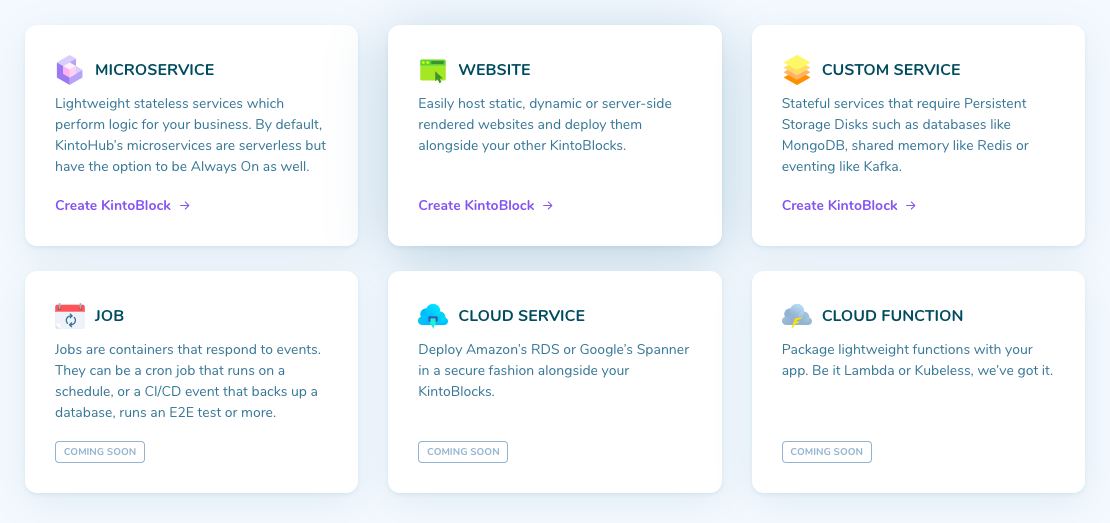 MICROSERVICE
Lightweight stateless services which
perform logic for your business. By default,
KintoHub's microservices are serverless but
have the option to be Always On as well.
Create KintoBlock →
WEBSITE
Easily host static, dynamic or server-side
rendered websites and deploy them
alongside your other KintoBlocks.
Create KintoBlock →
CUSTOM SERVICE
Stateful services that require Persistent
Storage Disks such as databases like
MongoDB, shared memory like Redis or
eventing like Kafka.
Create KintoBlock →
JOB
Jobs are containers that respond to events.
They can be a cron job that runs on a
schedule, or a CI/CD event that backs up a
database, runs an E2E test or more.
COMING SOON
CLOUD SERVICE
Deploy Amazon's RDS or Google's Spanner
in a secure fashion alongside your
KintoBlocks.
COMING SOON
CLOUD FUNCTION
Package lightweight functions with your
app. Be it Lambda or Kubeless, we've got it.
COMING SOON